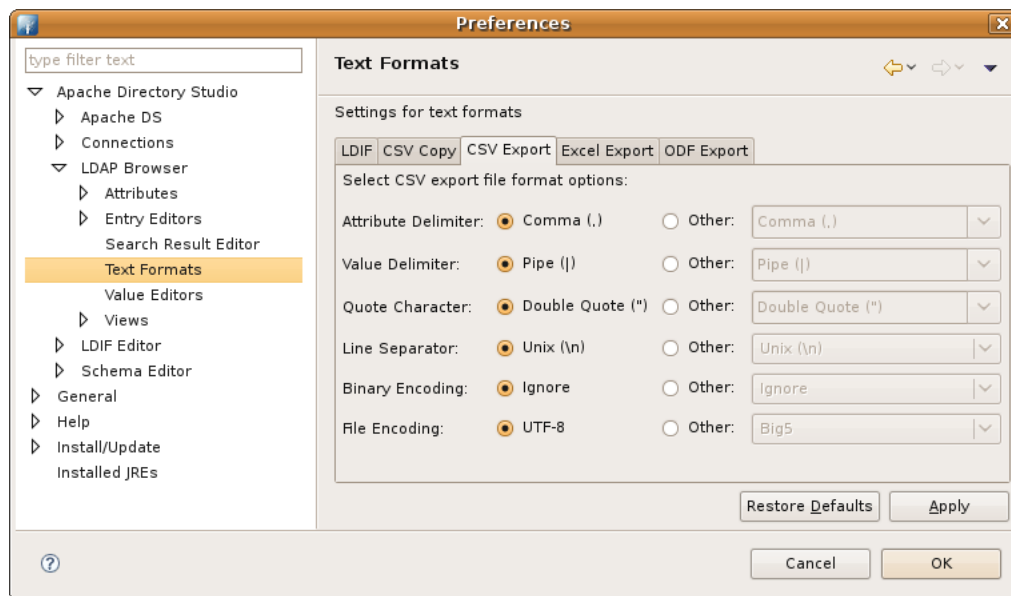 Preferences
type filter text
Apache Directory Studio
Apache DS
Connections
LDAP Browser
Attributes
Entry Editors
Search Result Editor
Text Formats
Value Editors
Views
LDIF Editor
Schema Editor
General
Help
Install/Update
Installed JREs
Text Formats
Settings for text formats
LDIF CSV Copy CSV Export Excel Export ODF Export
Select CSV export file format options:
Attribute Delimiter: Comma (,) Other: Comma (,)
Value Delimiter: Pipe (|) Other: Pipe (|)
Quote Character: Double Quote (") Other: Double Quote (")
Line Separator: Unix (\n) Other: Unix (\n)
Binary Encoding: Ignore Other: Ignore
File Encoding: UTF-8 Other: Big5
Restore Defaults Apply
? Cancel OK